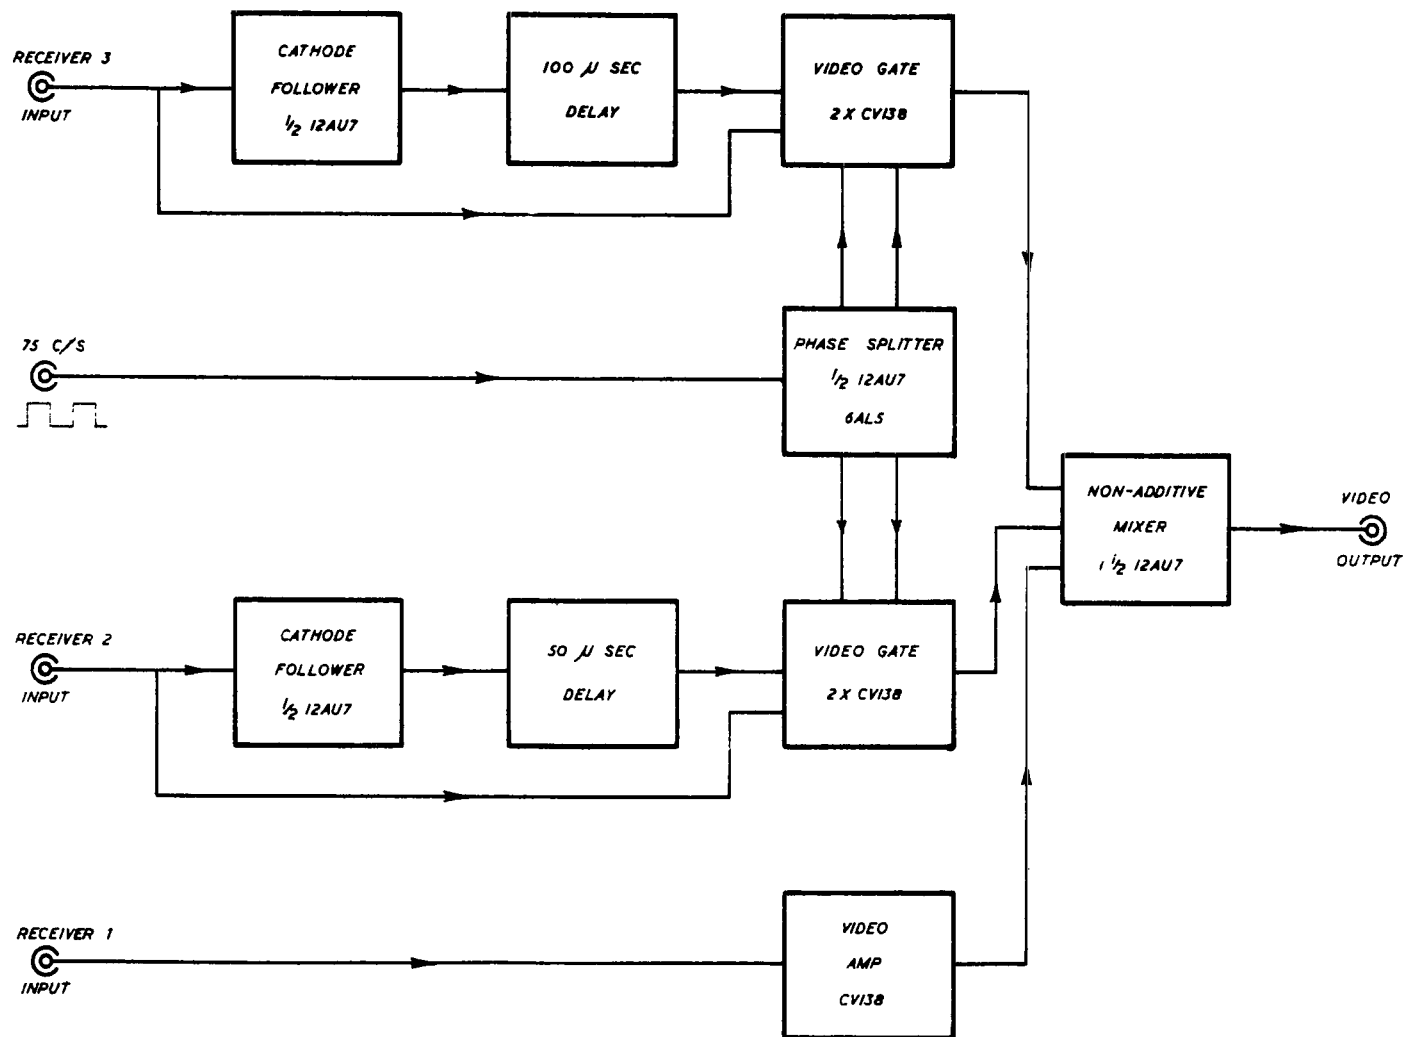 RECEIVER 3
INPUT
CATHODE
FOLLOWER
1/2 12AU7
100 μ SEC
DELAY
VIDEO GATE
2 X CV138
75 C/S
PHASE SPLITTER
1/2 12AU7
6AL5
NON-ADDITIVE
MIXER
1 1/2 12AU7
VIDEO
OUTPUT
RECEIVER 2
INPUT
CATHODE
FOLLOWER
1/2 12AU7
50 μ SEC
DELAY
VIDEO GATE
2 X CV138
RECEIVER 1
INPUT
VIDEO
AMP
CV138